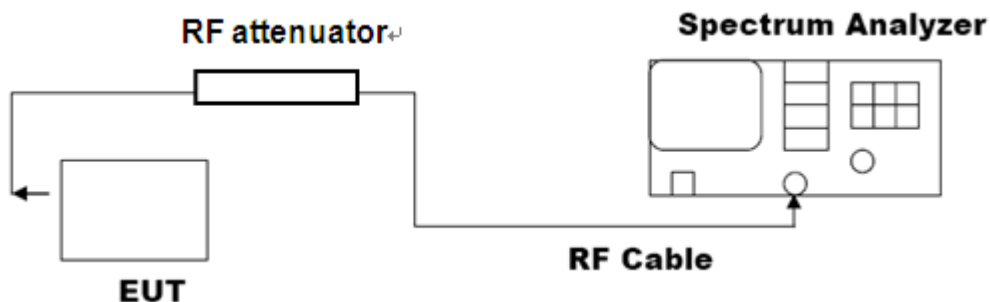 RF attenuator↵
Spectrum Analyzer
RF Cable
EUT